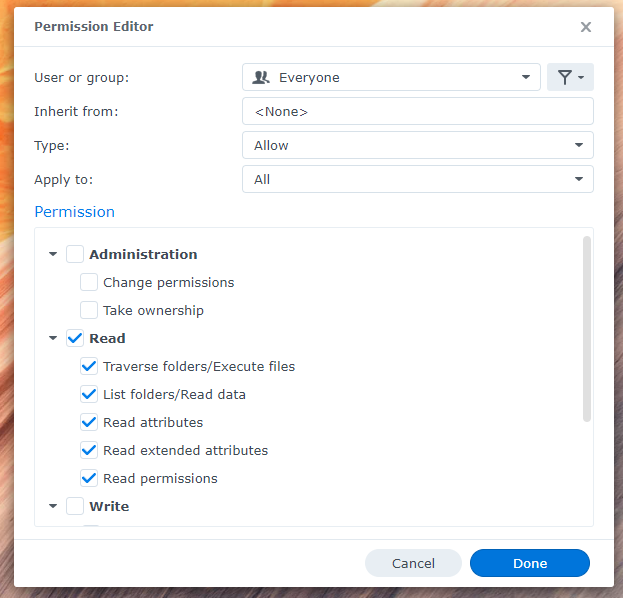 Permission Editor
User or group: Everyone
Inherit from: <None>
Type: Allow
Apply to: All
Permission
Administration
Change permissions
Take ownership
Read
Traverse folders/Execute files
List folders/Read data
Read attributes
Read extended attributes
Read permissions
Write
Cancel Done